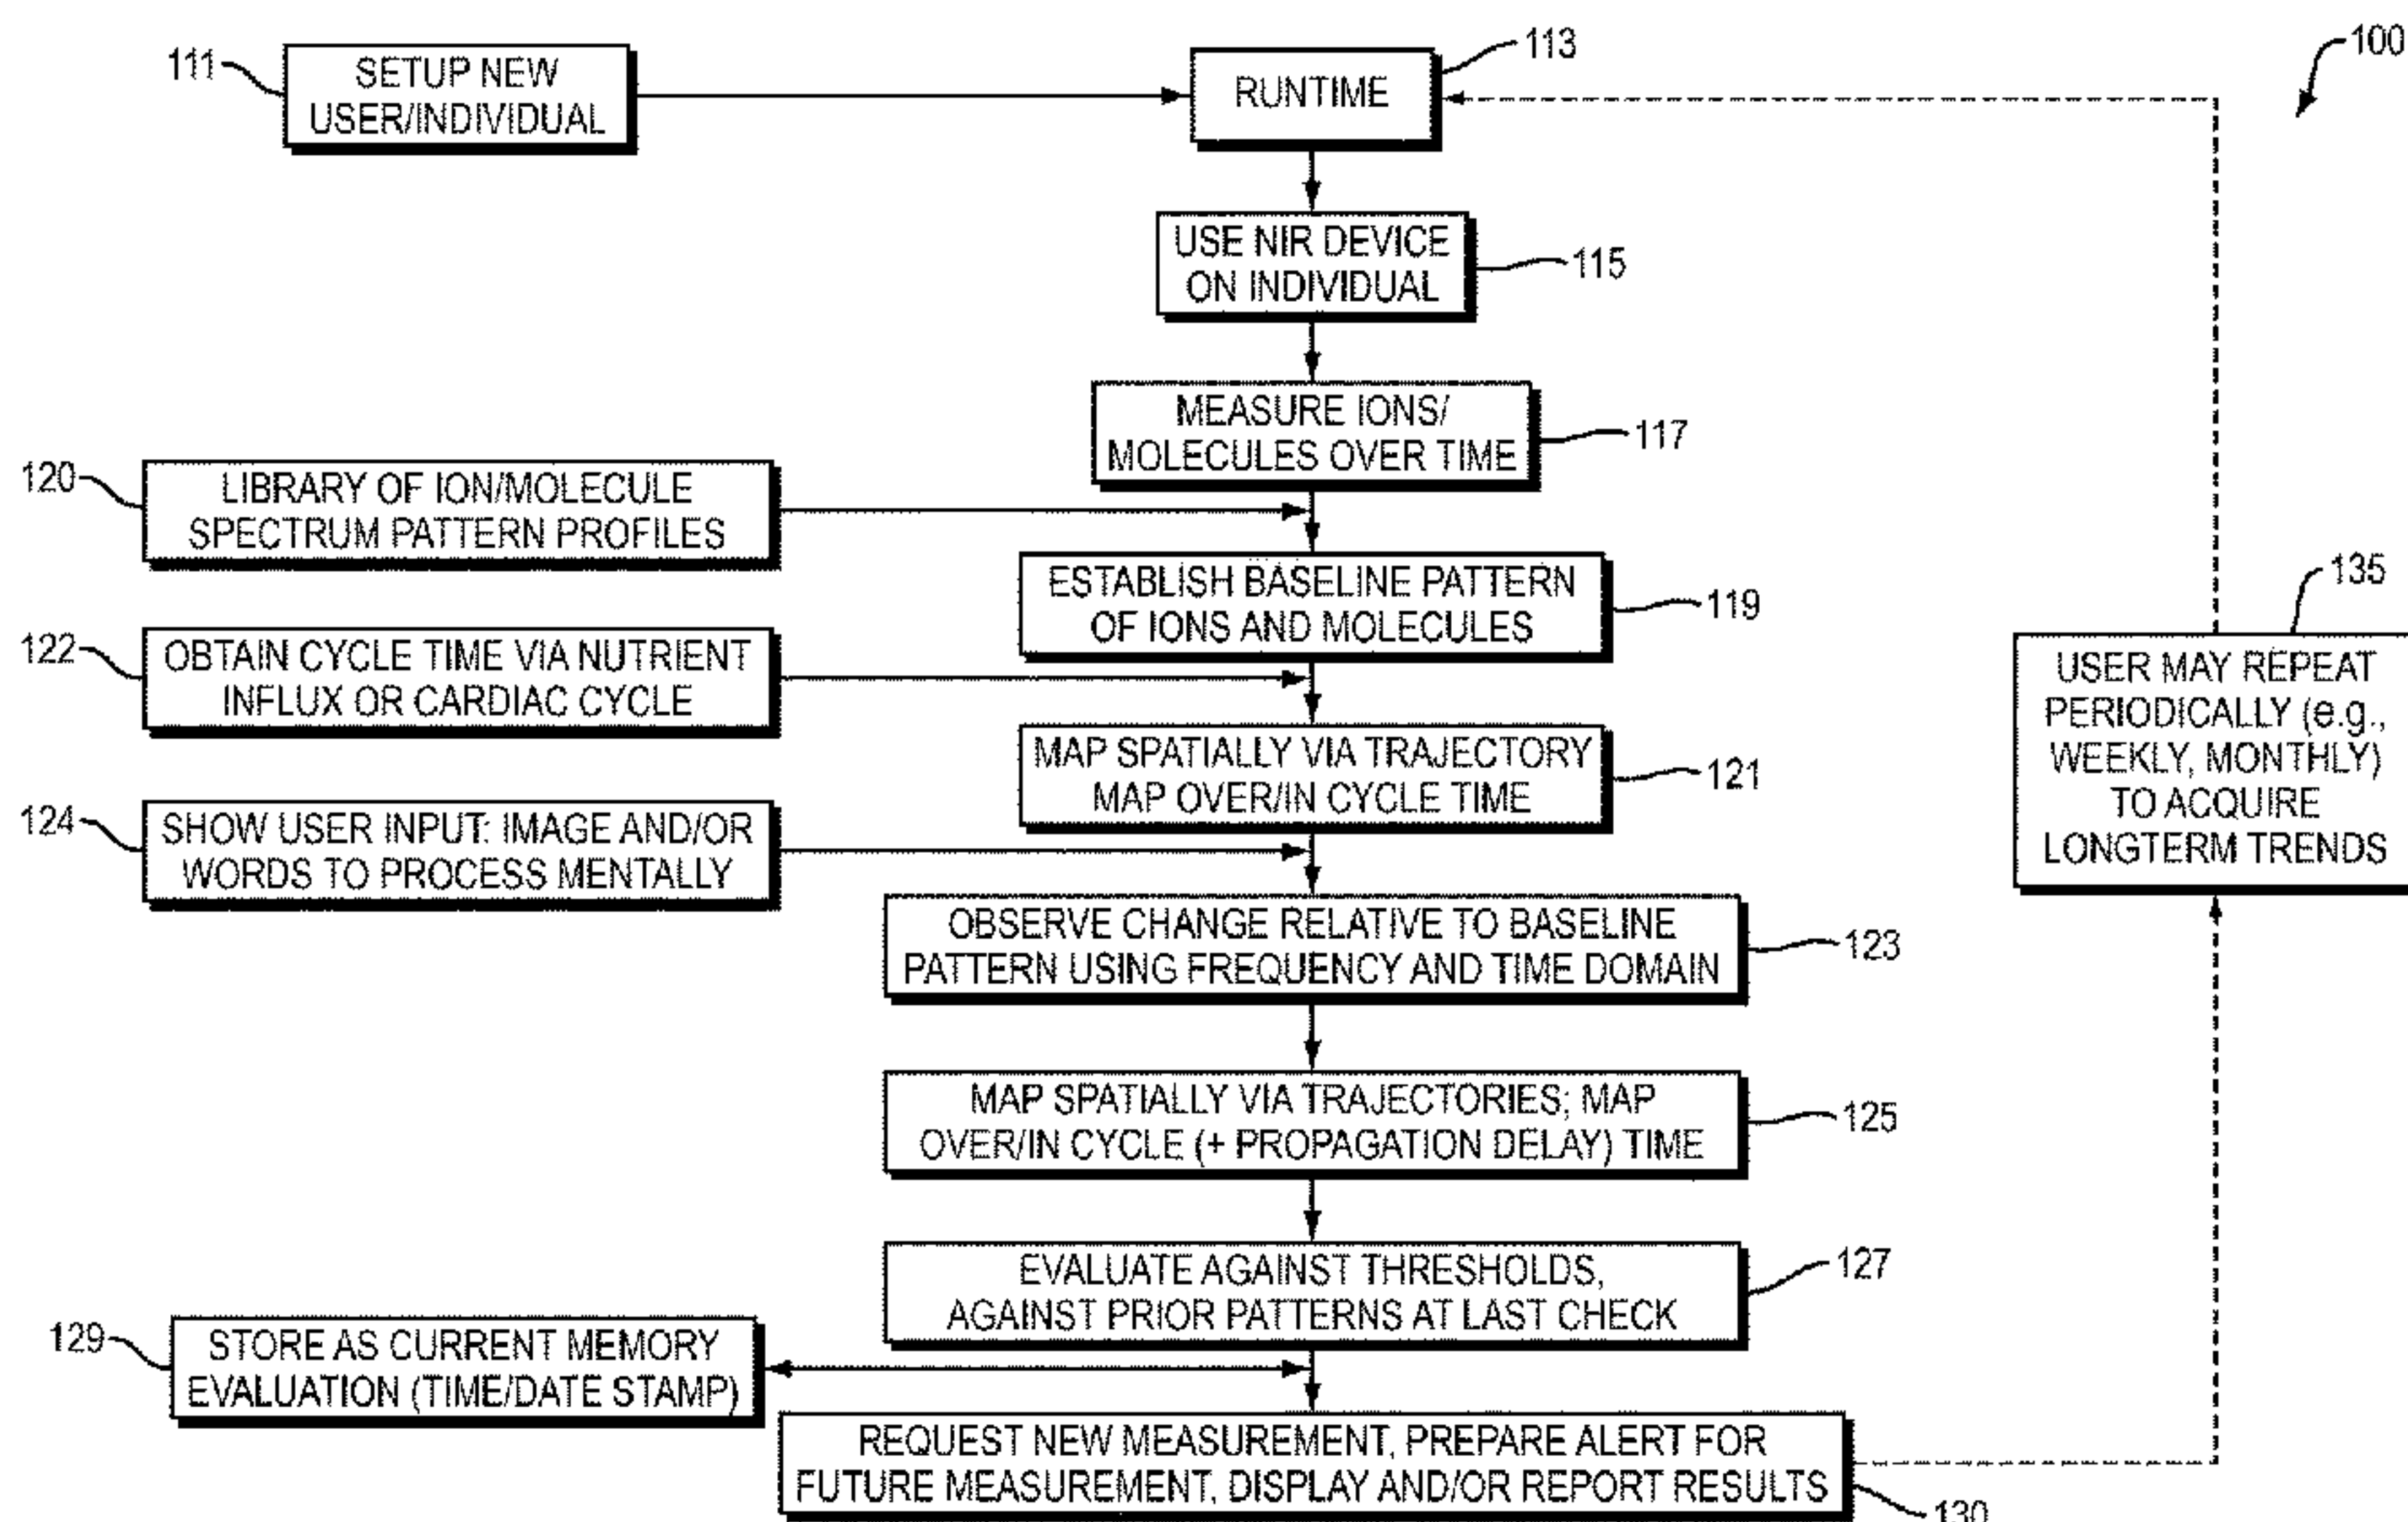 100
111
SETUP NEW
USER/INDIVIDUAL
RUNTIME
113
USE NIR DEVICE
ON INDIVIDUAL
115
MEASURE IONS/
MOLECULES OVER TIME
117
120
LIBRARY OF ION/MOLECULE
SPECTRUM PATTERN PROFILES
ESTABLISH BASELINE PATTERN
OF IONS AND MOLECULES
119
122
OBTAIN CYCLE TIME VIA NUTRIENT
INFLUX OR CARDIAC CYCLE
MAP SPATIALLY VIA TRAJECTORY
MAP OVER/IN CYCLE TIME
121
124
SHOW USER INPUT: IMAGE AND/OR
WORDS TO PROCESS MENTALLY
OBSERVE CHANGE RELATIVE TO BASELINE
PATTERN USING FREQUENCY AND TIME DOMAIN
123
MAP SPATIALLY VIA TRAJECTORIES; MAP
OVER/IN CYCLE (+ PROPAGATION DELAY) TIME
125
EVALUATE AGAINST THRESHOLDS,
AGAINST PRIOR PATTERNS AT LAST CHECK
127
129
STORE AS CURRENT MEMORY
EVALUATION (TIME/DATE STAMP)
REQUEST NEW MEASUREMENT, PREPARE ALERT FOR
FUTURE MEASUREMENT, DISPLAY AND/OR REPORT RESULTS
130
135
USER MAY REPEAT
PERIODICALLY (e.g.,
WEEKLY, MONTHLY)
TO ACQUIRE
LONGTERM TRENDS